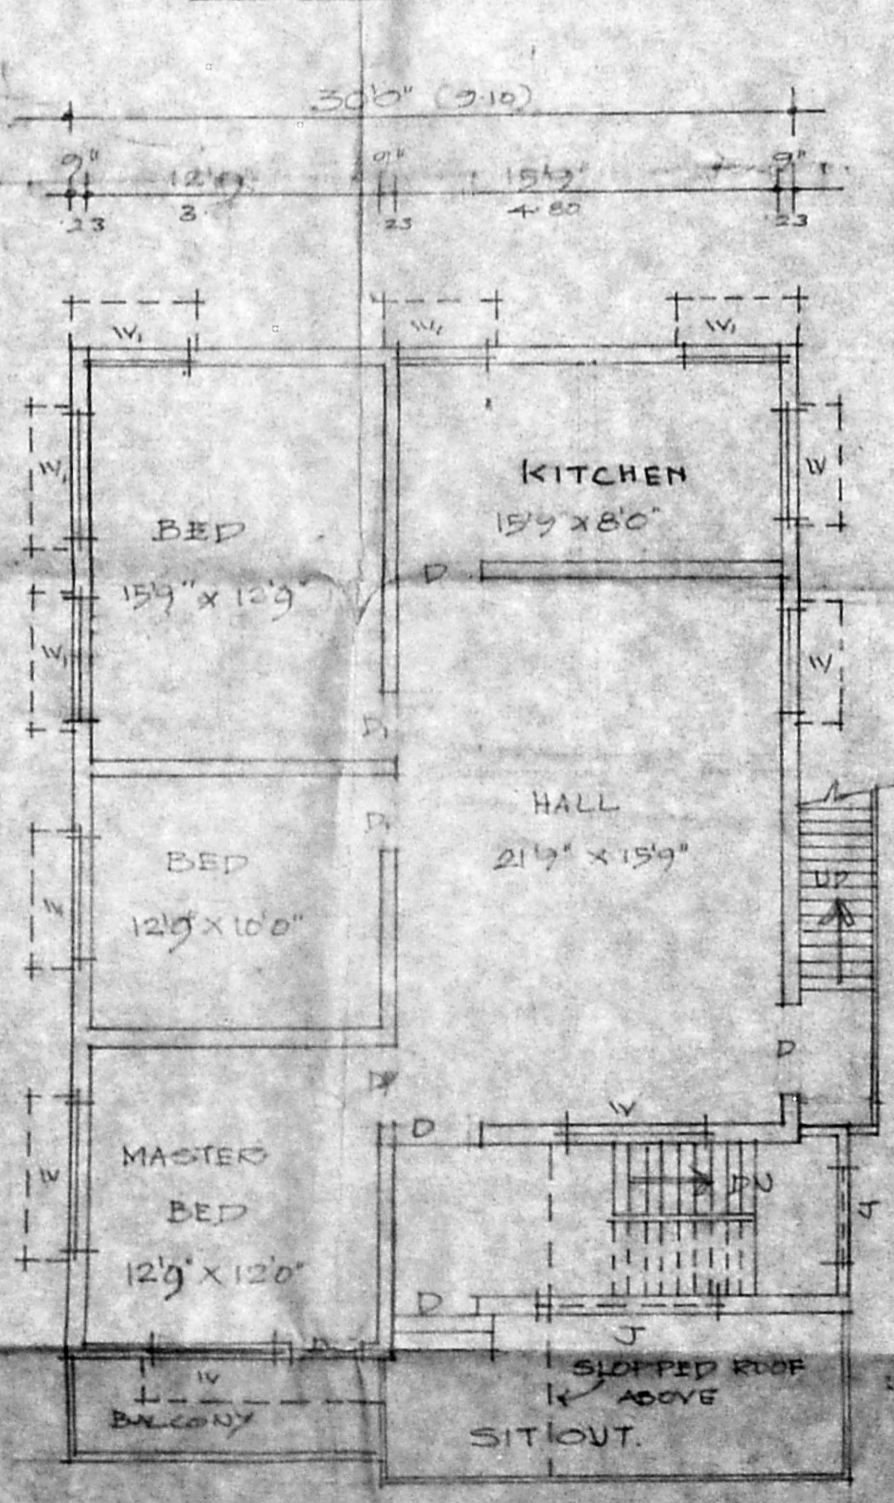 30'0" (9.10)
9" 12'9" 9" 15'9" 9"
.23 3. .23 4.80 .23
W1 W1 W1
W1 W
KITCHEN
15'9" x 8'0"
BED
15'9" x 12'9"
D
W1 W
D1
HALL
21'9" x 15'9"
D1
BED
12'9" x 10'0"
UP
W
D
D
W
D
MASTER
BED
12'9" x 12'0"
DN
W
J
D
J
D
SLOPPED ROOF
ABOVE
W
BALCONY
SITOUT.